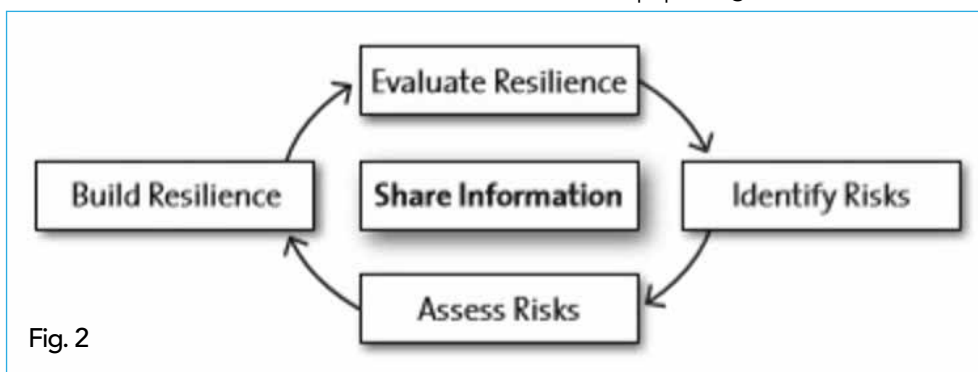 Evaluate Resilience
Build Resilience
Share Information
Identify Risks
Assess Risks
Fig. 2